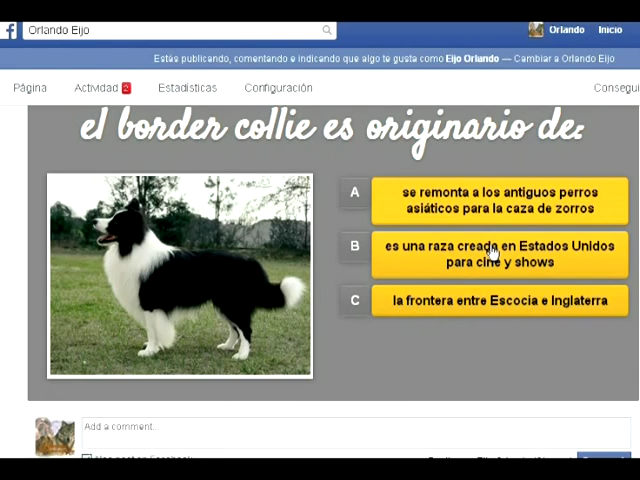 Orlando Eijo
Orlando Inicio
Estás publicando, comentando e indicando que algo te gusta como Eijo Orlando — Cambiar a Orlando Eijo
Página Actividad 2 Estadísticas Configuración Consegui
el border collie es originario de:
A se remonta a los antiguos perros
asiáticos para la caza de zorros
B es una raza creada en Estados Unidos
para cine y shows
C la frontera entre Escocia e Inglaterra
Add a comment...